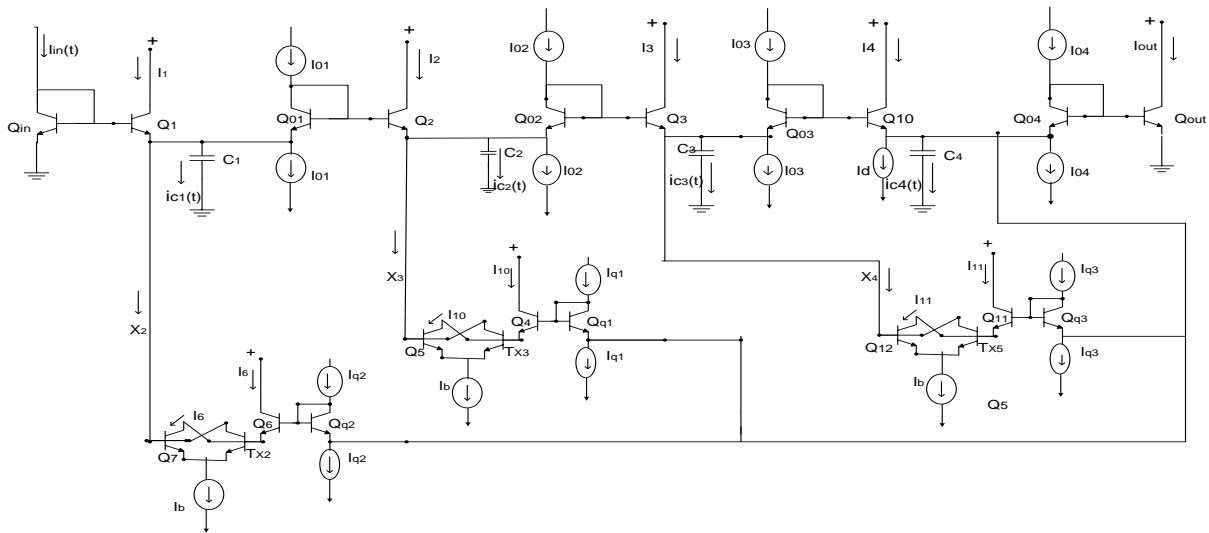 Iin(t)
+
I1
I01
+
I2
I02
+
I3
I03
+
I4
I04
Iout
+
Qin
Q1
Q01
Q2
Q02
Q3
Q03
Q10
Q04
Qout
C1
ic1(t)
I01
C2
ic2(t)
I02
C3
ic3(t)
I03
Id
C4
ic4(t)
I04
X2
X3
X4
+
I10
Iq1
I10
Q4
Qq1
Q5
TX3
Iq1
Ib
+
I11
Iq3
I11
Q11
Qq3
Q12
TX5
Iq3
Ib
Q5
+
I6
Iq2
I6
Q6
Qq2
Q7
TX2
Iq2
Ib